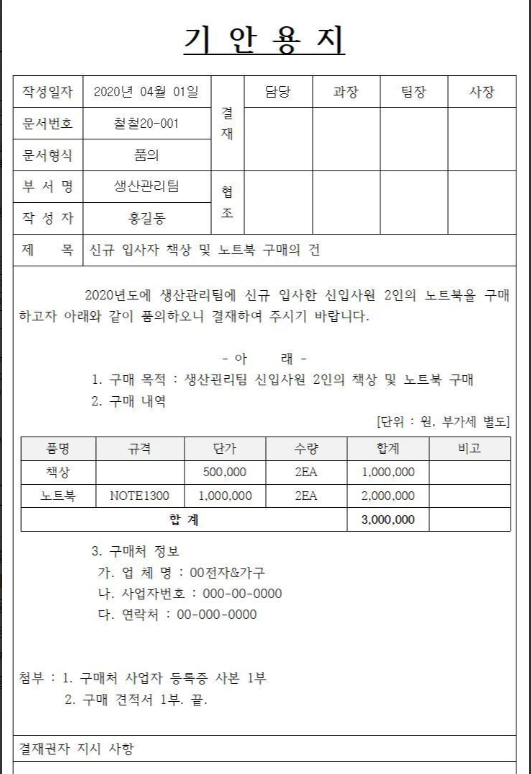 기 안 용 지
작성일자 2020년 04월 01일 결재 담당 과장 팀장 사장
문서번호 철철20-001
문서형식 품의
부 서 명 생산관리팀 협조
작 성 자 홍길동
제 목 신규 입사자 책상 및 노트북 구매의 건
2020년도에 생산관리팀에 신규 입사한 신입사원 2인의 노트북을 구매
하고자 아래와 같이 품의하오니 결재하여 주시기 바랍니다.
- 아 래 -
1. 구매 목적 : 생산관리팀 신입사원 2인의 책상 및 노트북 구매
2. 구매 내역
[단위 : 원, 부가세 별도]
품명 규격 단가 수량 합계 비고
책상 500,000 2EA 1,000,000
노트북 NOTE1300 1,000,000 2EA 2,000,000
합 계 3,000,000
3. 구매처 정보
가. 업 체 명 : 00전자&가구
나. 사업자번호 : 000-00-0000
다. 연락처 : 00-000-0000
첨부 : 1. 구매처 사업자 등록증 사본 1부
2. 구매 견적서 1부. 끝.
결재권자 지시 사항